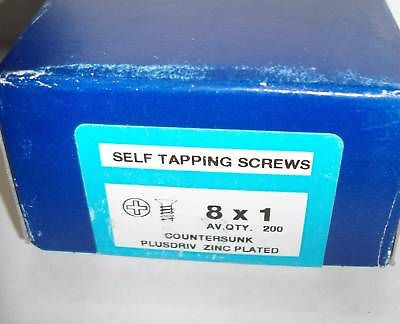 SELF TAPPING SCREWS
8 x 1
AV.QTY. 200
COUNTERSUNK
PLUSDRIV ZINC PLATED